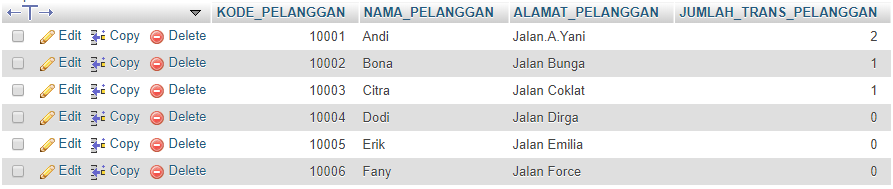 KODE_PELANGGAN NAMA_PELANGGAN ALAMAT_PELANGGAN JUMLAH_TRANS_PELANGGAN
Edit Copy Delete 10001 Andi Jalan.A.Yani 2
Edit Copy Delete 10002 Bona Jalan Bunga 1
Edit Copy Delete 10003 Citra Jalan Coklat 1
Edit Copy Delete 10004 Dodi Jalan Dirga 0
Edit Copy Delete 10005 Erik Jalan Emilia 0
Edit Copy Delete 10006 Fany Jalan Force 0